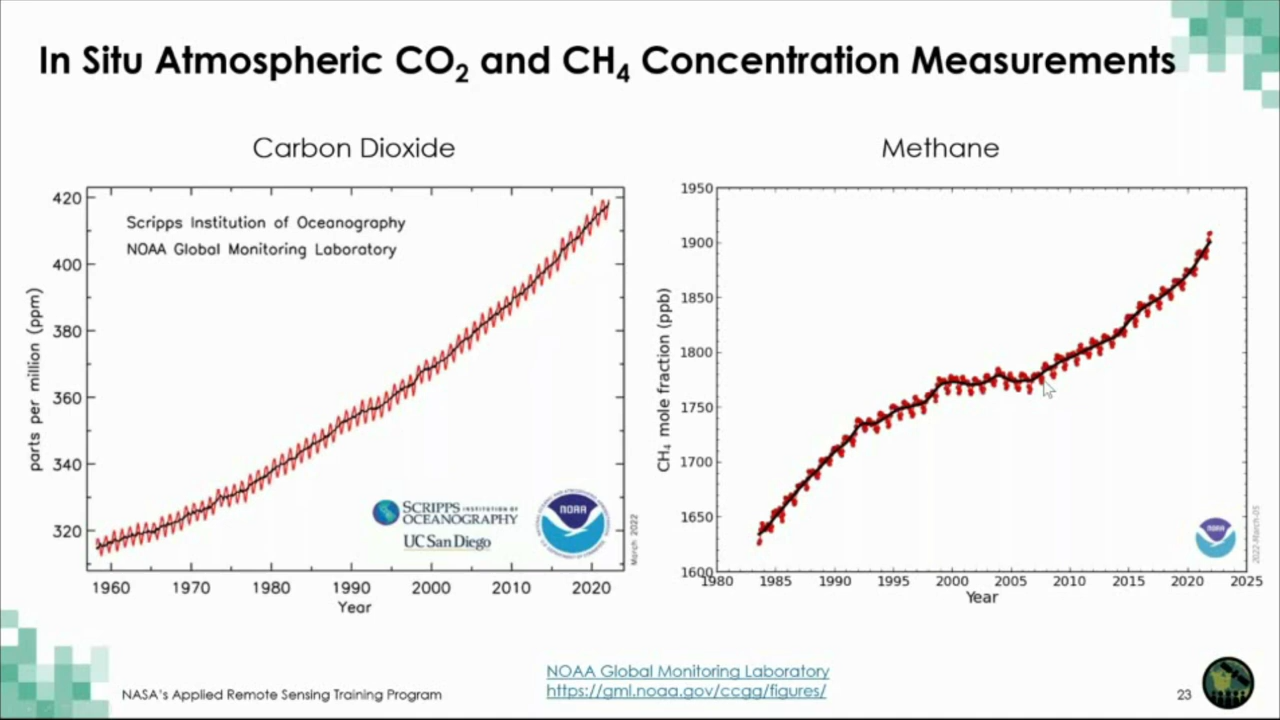 In Situ Atmospheric CO₂ and CH₄ Concentration Measurements
Carbon Dioxide
Scripps Institution of Oceanography
NOAA Global Monitoring Laboratory
parts per million (ppm)
420
400
380
360
340
320
1960 1970 1980 1990 2000 2010 2020
Year
SCRIPPS INSTITUTION OF
OCEANOGRAPHY
UC San Diego
NOAA
March 2022
Methane
CH₄ mole fraction (ppb)
1950
1900
1850
1800
1750
1700
1650
1600
1980 1985 1990 1995 2000 2005 2010 2015 2020 2025
Year
NOAA
2022-March-05
NOAA Global Monitoring Laboratory
https://gml.noaa.gov/ccgg/figures/
NASA's Applied Remote Sensing Training Program
23